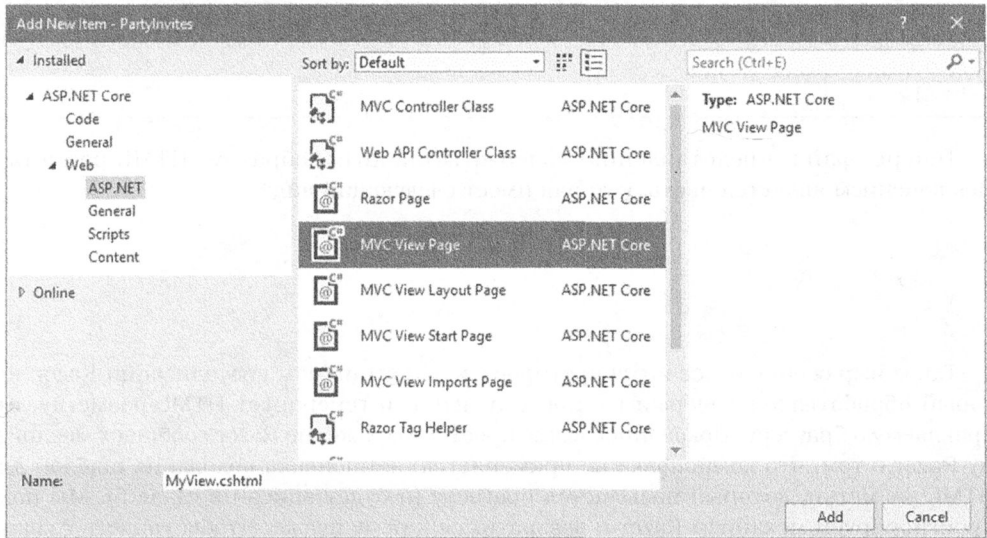 Add New Item - PartyInvites ? ×
Installed
ASP.NET Core
Code
General
Web
ASP.NET
General
Scripts
Content
Online
Sort by: Default
Search (Ctrl+E)
C# MVC Controller Class ASP.NET Core
C# Web API Controller Class ASP.NET Core
C# @ Razor Page ASP.NET Core
C# @ MVC View Page ASP.NET Core
C# @ MVC View Layout Page ASP.NET Core
C# @ MVC View Start Page ASP.NET Core
C# @ MVC View Imports Page ASP.NET Core
C# Razor Tag Helper ASP.NET Core
Type: ASP.NET Core
MVC View Page
Name: MyView.cshtml
Add Cancel